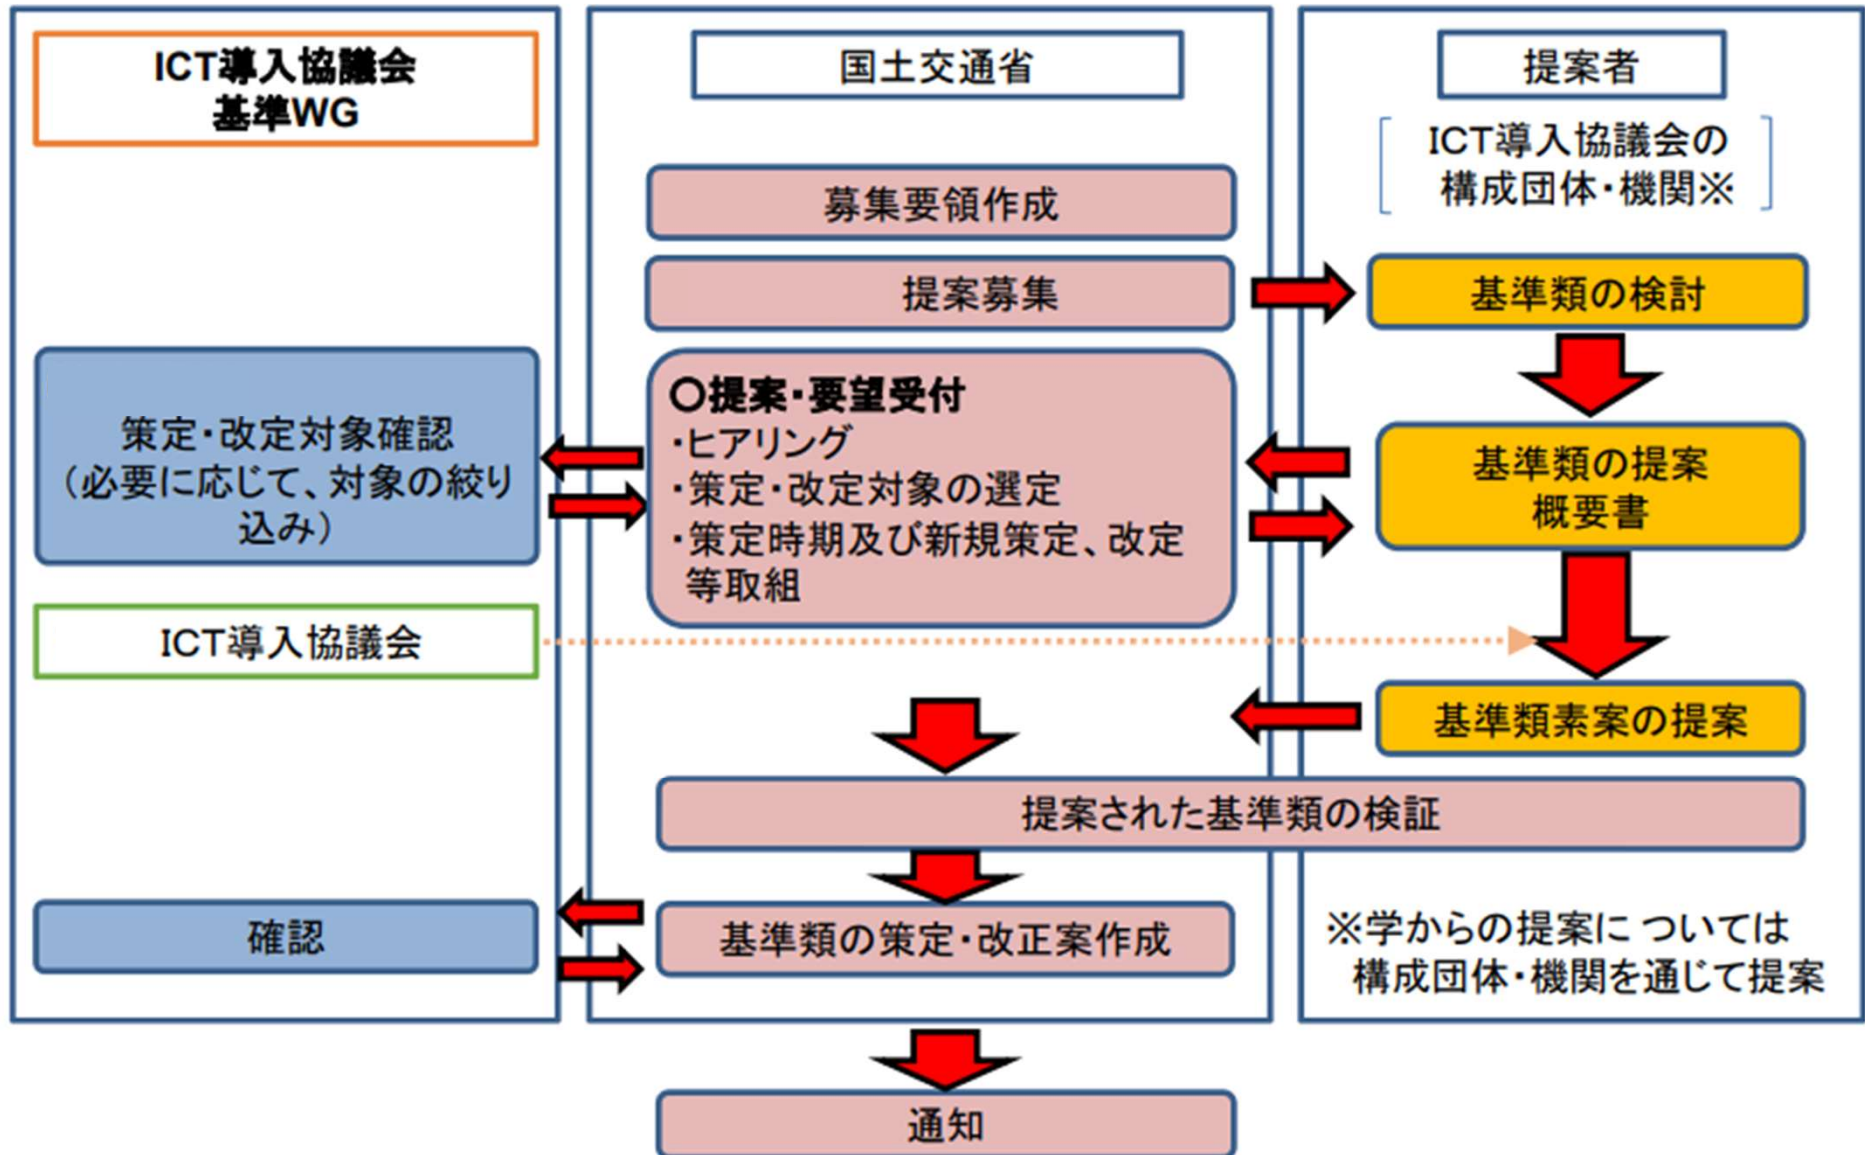 ICT導入協議会
基準WG
策定・改定対象確認
（必要に応じて、対象の絞り
込み）
ICT導入協議会
確認
国土交通省
募集要領作成
提案募集
〇提案・要望受付
・ヒアリング
・策定・改定対象の選定
・策定時期及び新規策定、改定
等取組
提案された基準類の検証
基準類の策定・改正案作成
通知
提案者
ICT導入協議会の
構成団体・機関※
基準類の検討
基準類の提案
概要書
基準類素案の提案
※学からの提案に ついては
構成団体・機関を通じて提案